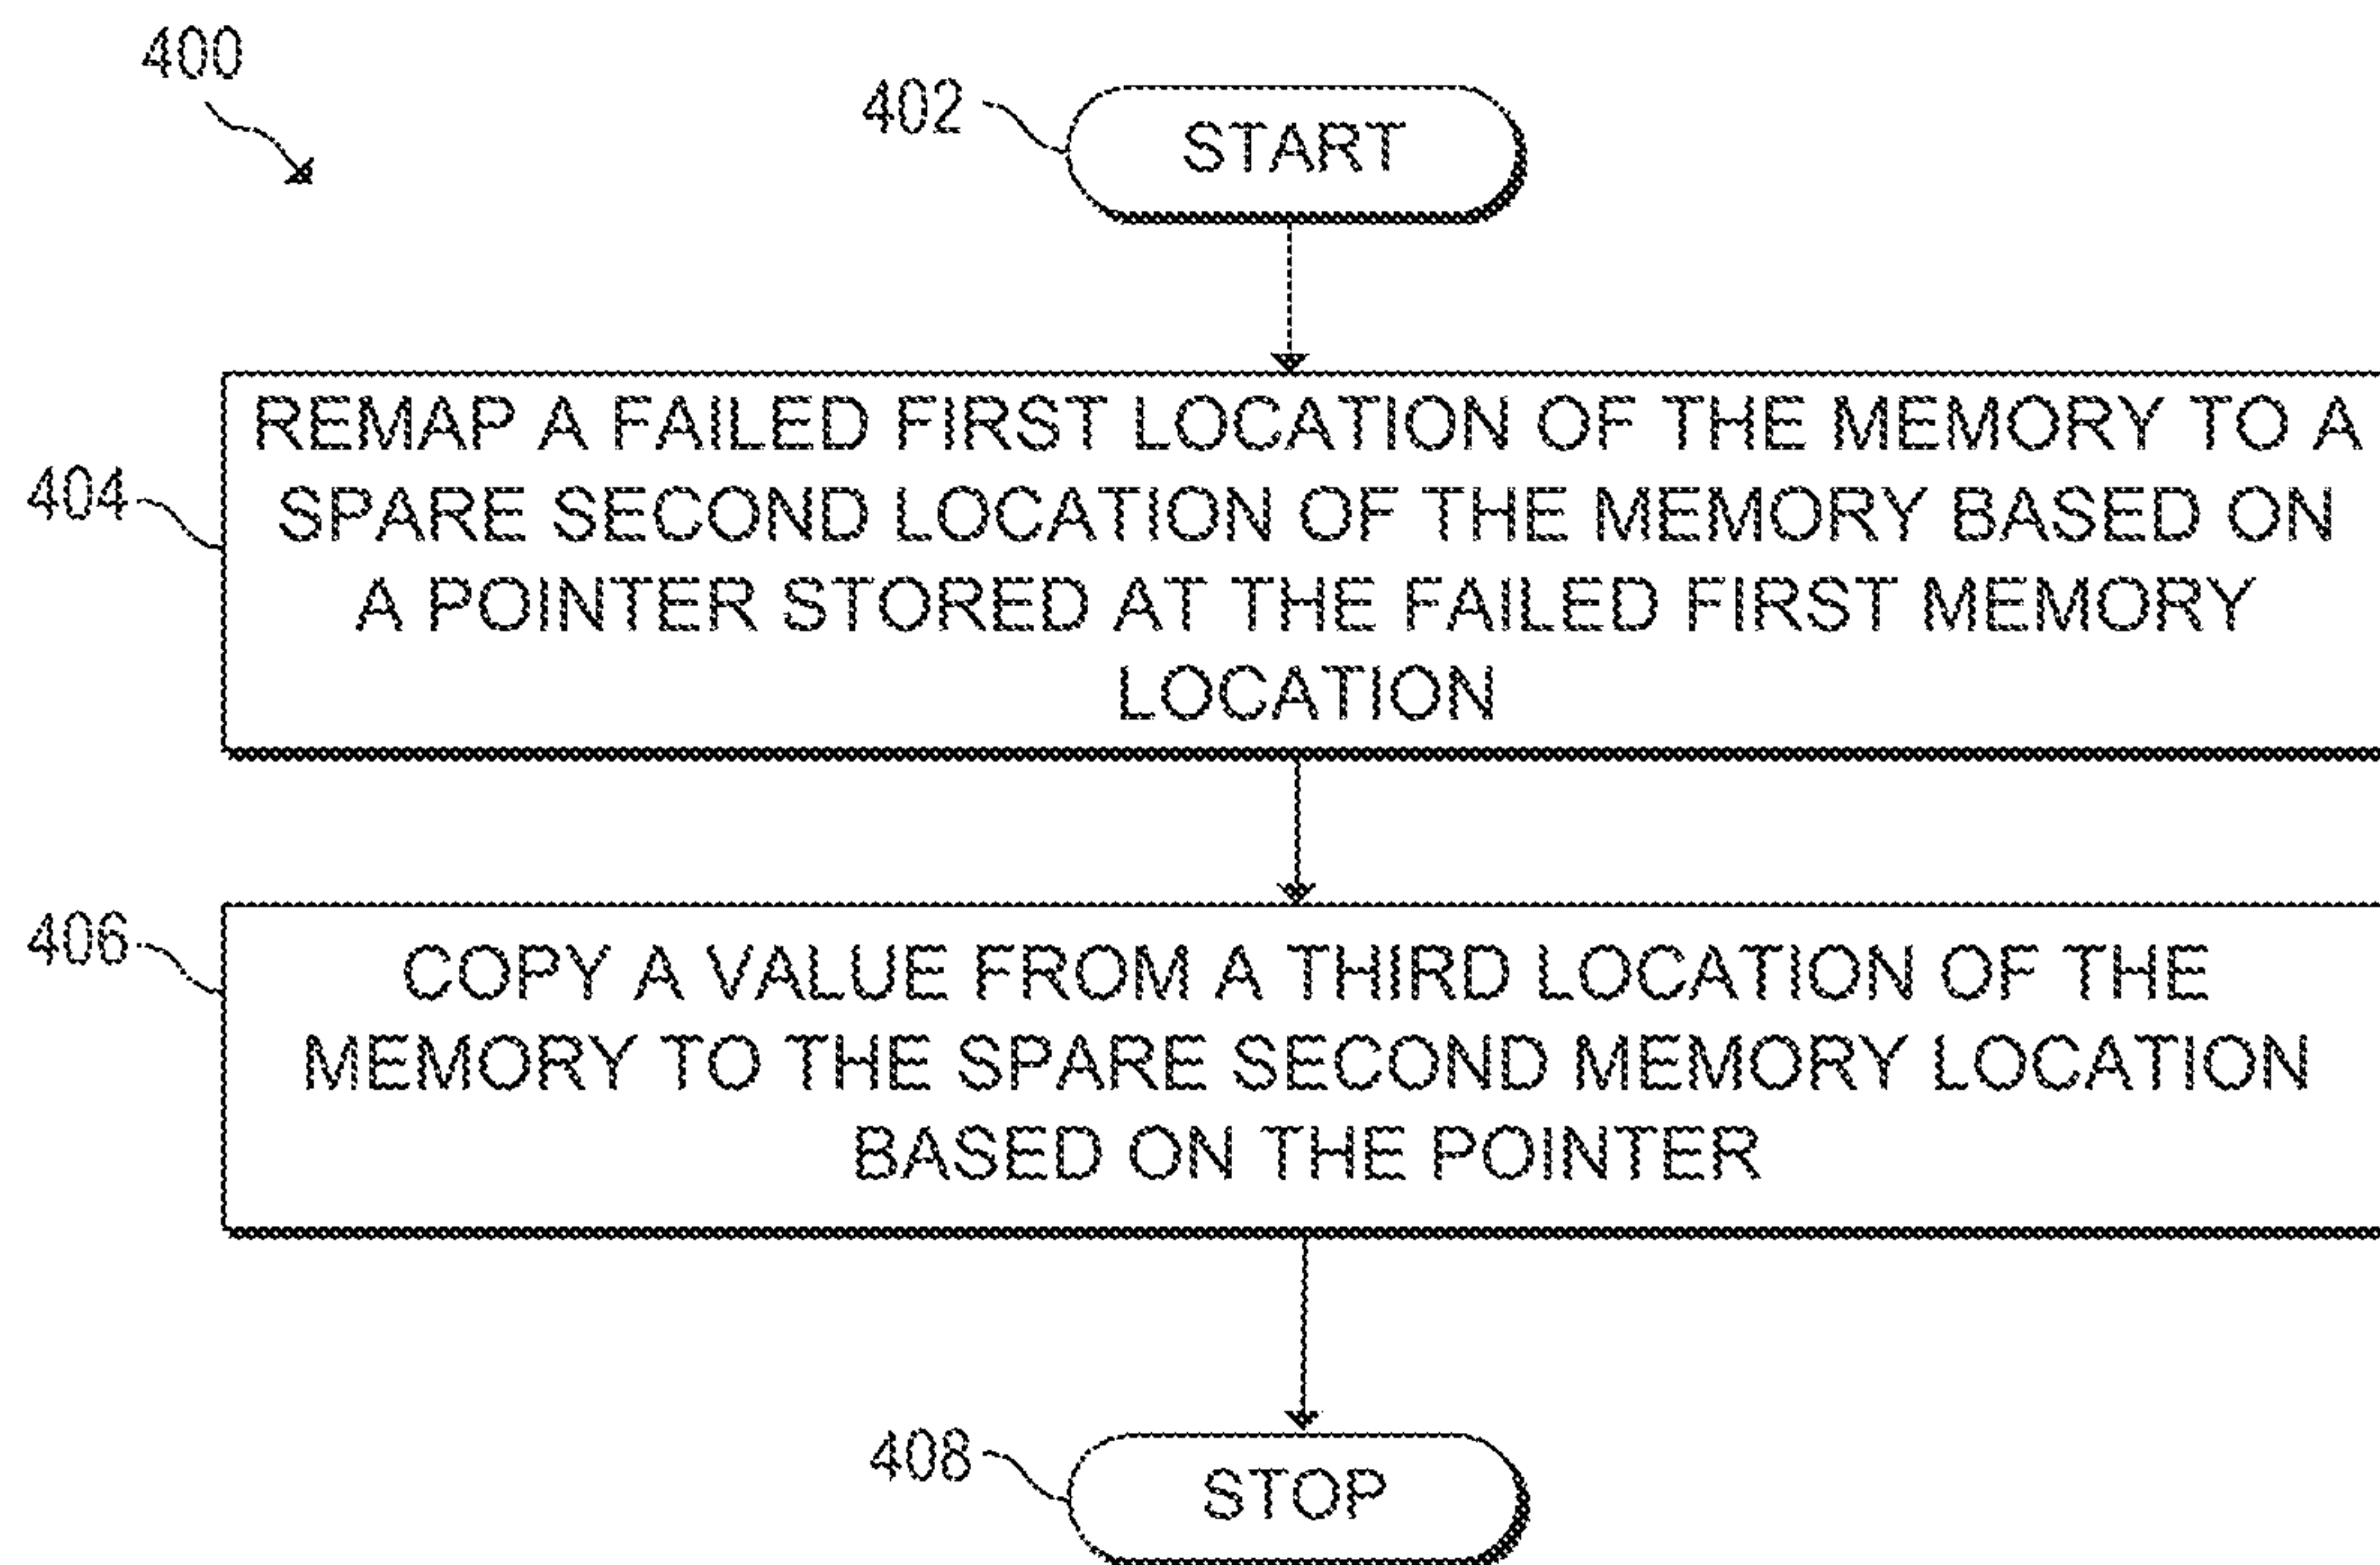 400
402
START
404
REMAP A FAILED FIRST LOCATION OF THE MEMORY TO A
SPARE SECOND LOCATION OF THE MEMORY BASED ON
A POINTER STORED AT THE FAILED FIRST MEMORY
LOCATION
406
COPY A VALUE FROM A THIRD LOCATION OF THE
MEMORY TO THE SPARE SECOND MEMORY LOCATION
BASED ON THE POINTER
408
STOP